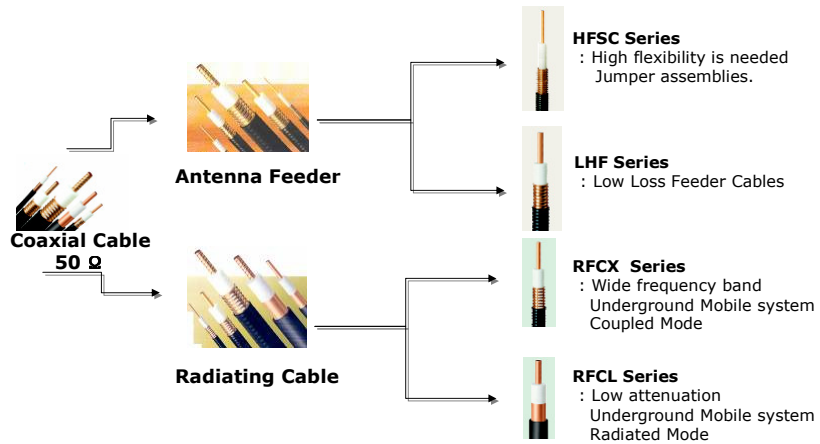 HFSC Series
: High flexibility is needed
Jumper assemblies.
Antenna Feeder
LHF Series
: Low Loss Feeder Cables
Coaxial Cable
50 Ω
RFCX Series
: Wide frequency band
Underground Mobile system
Coupled Mode
Radiating Cable
RFCL Series
: Low attenuation
Underground Mobile system
Radiated Mode